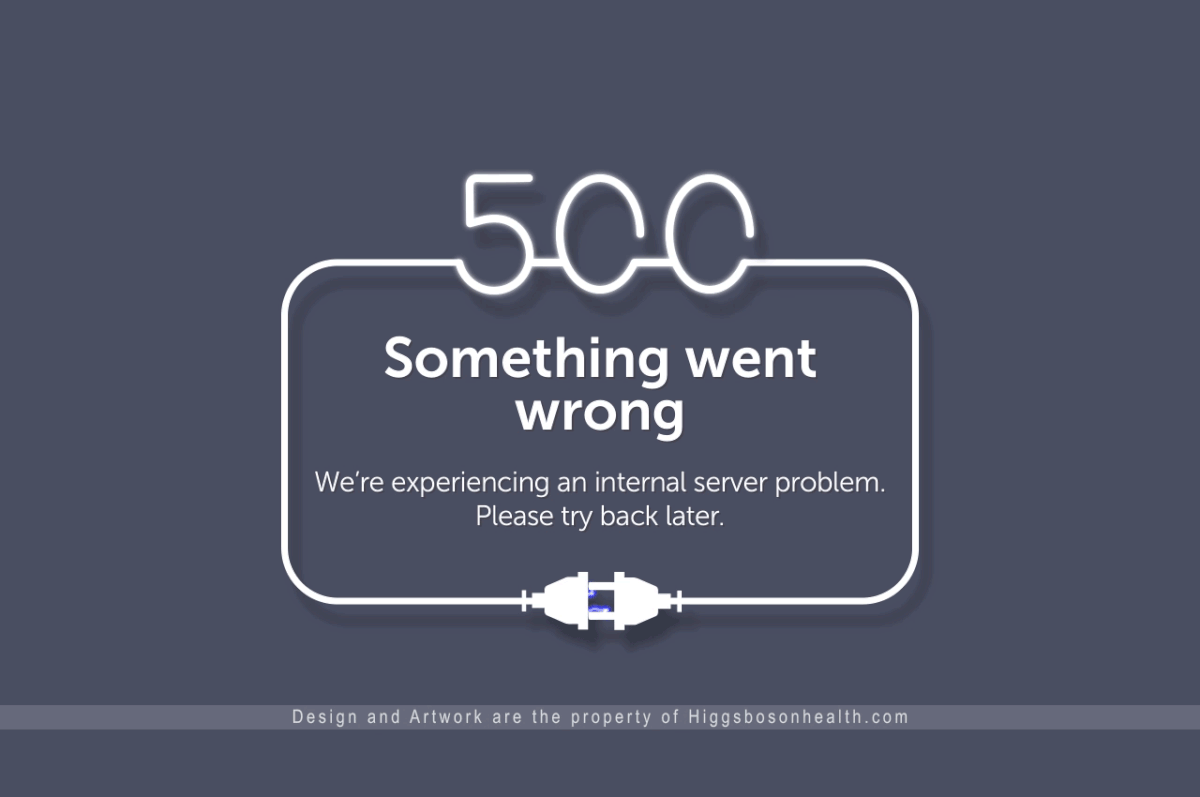 500
Something went
wrong
We're experiencing an internal server problem.
Please try back later.
Design and Artwork are the property of Higgsbosonhealth.com